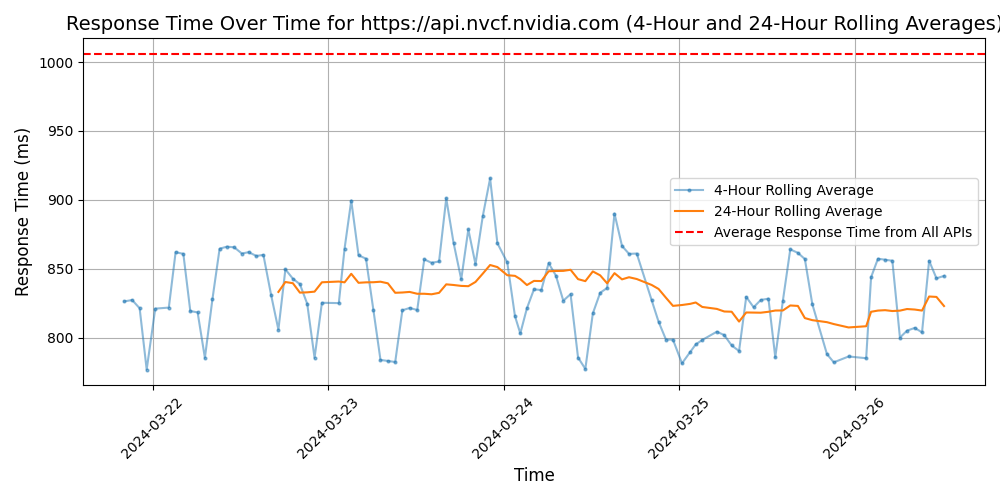 Response Time Over Time for https://api.nvcf.nvidia.com (4-Hour and 24-Hour Rolling Averages)
Response Time (ms)
1000
950
900
850
800
4-Hour Rolling Average
24-Hour Rolling Average
Average Response Time from All APIs
2024-03-22
2024-03-23
2024-03-24
2024-03-25
2024-03-26
Time